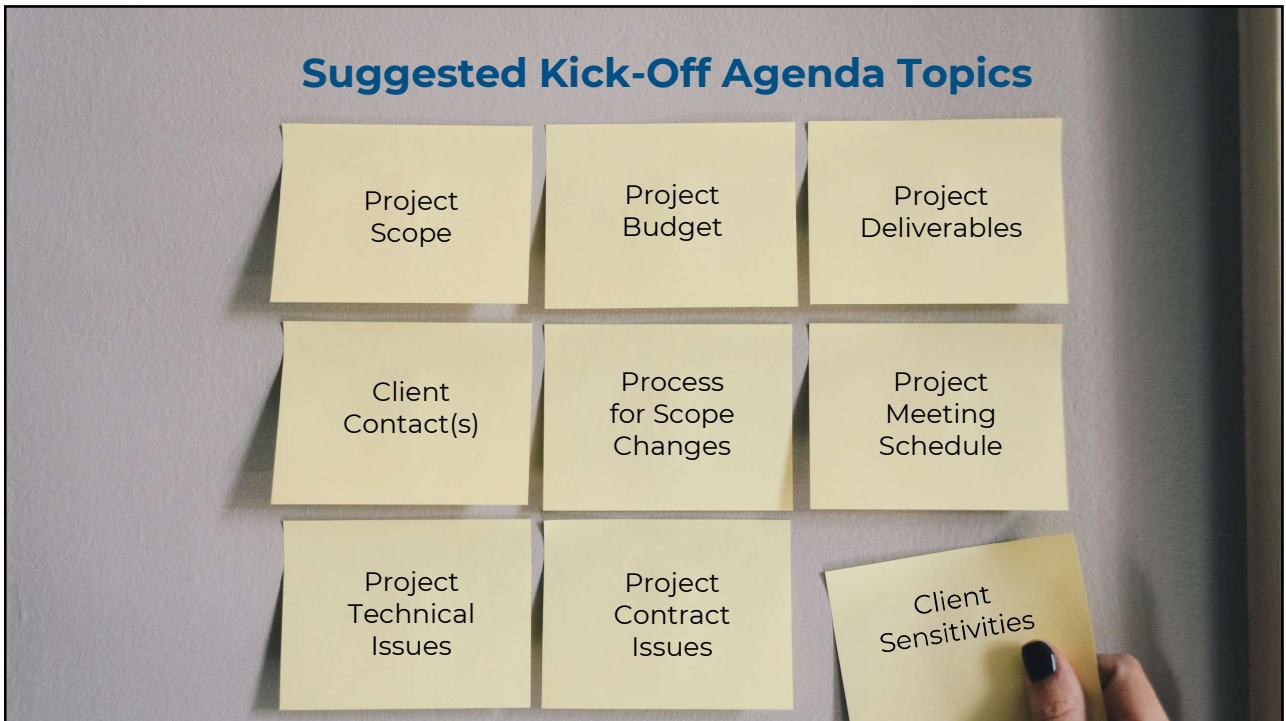 Suggested Kick-Off Agenda Topics
Project
Scope
Project
Budget
Project
Deliverables
Client
Contact(s)
Process
for Scope
Changes
Project
Meeting
Schedule
Project
Technical
Issues
Project
Contract
Issues
Client
Sensitivities